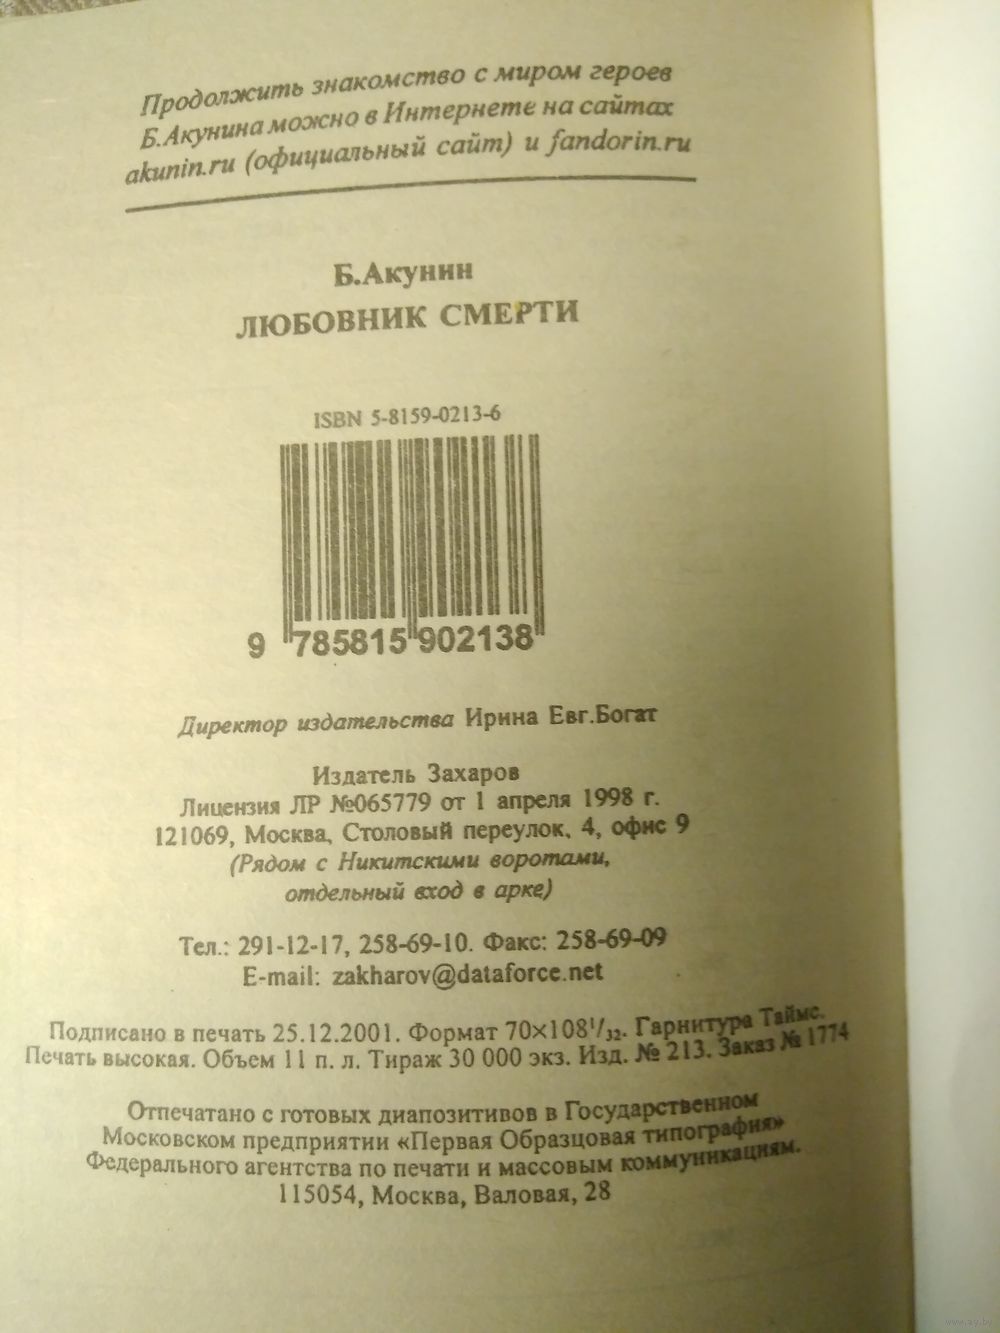 Продолжить знакомство с миром героев
Б.Акунина можно в Интернете на сайтах
akunin.ru (официальный сайт) и fandorin.ru
Б.Акунин
ЛЮБОВНИК СМЕРТИ
ISBN 5-8159-0213-6
9 785815 902138
Директор издательства Ирина Евг.Богат
Издатель Захаров
Лицензия ЛР №065779 от 1 апреля 1998 г.
121069, Москва, Столовый переулок, 4, офис 9
(Рядом с Никитскими воротами,
отдельный вход в арке)
Тел.: 291-12-17, 258-69-10. Факс: 258-69-09
E-mail: zakharov@dataforce.net
Подписано в печать 25.12.2001. Формат 70×108¹/₃₂. Гарнитура Таймс.
Печать высокая. Объем 11 п. л. Тираж 30 000 экз. Изд. № 213. Заказ № 1774
Отпечатано с готовых диапозитивов в Государственном
Московском предприятии «Первая Образцовая типография»
Федерального агентства по печати и массовым коммуникациям.
115054, Москва, Валовая, 28
www.ay.by